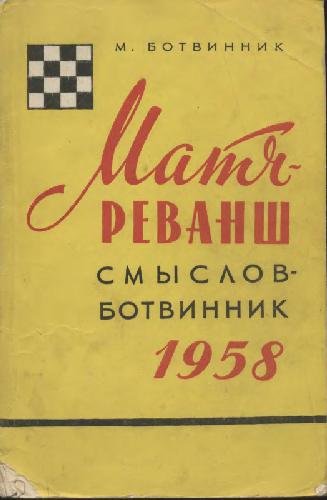 М. БОТВИННИК
Матч-
РЕВАНШ
СМЫСЛОВ-
БОТВИННИК
1958